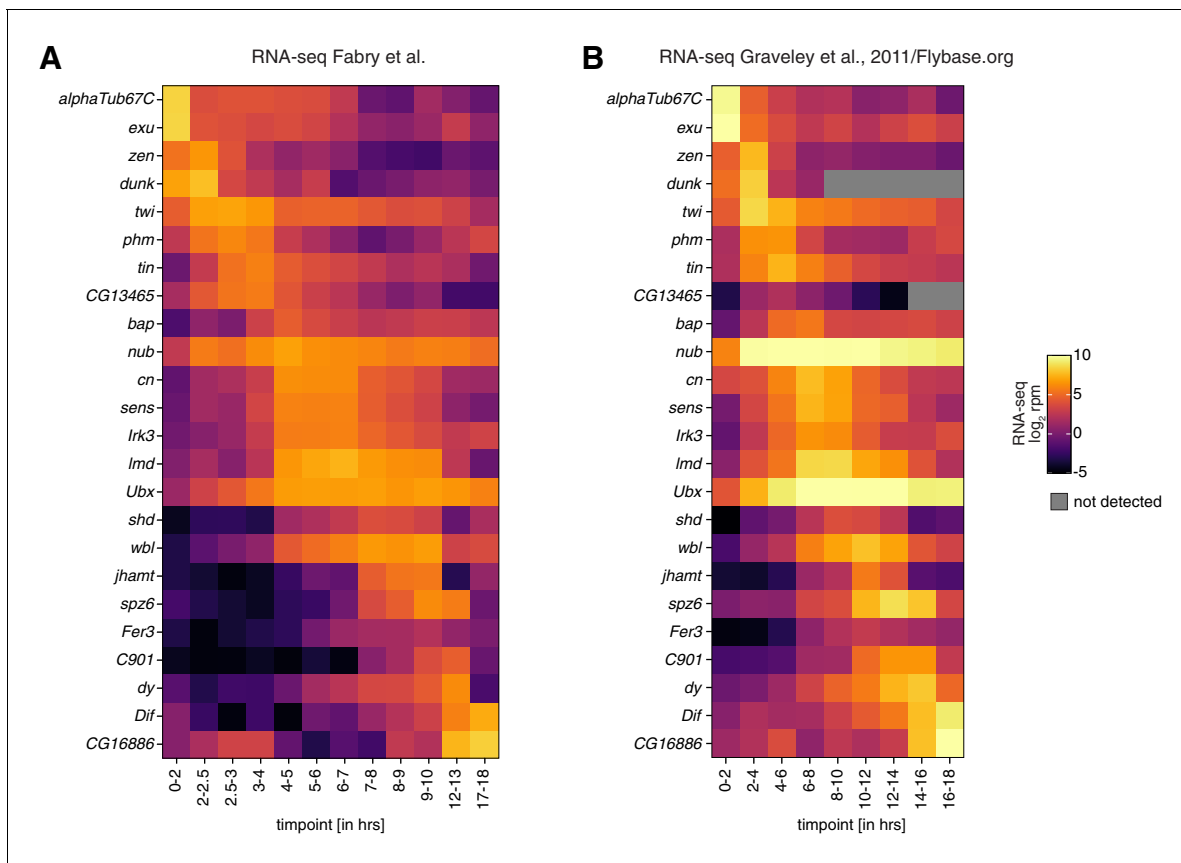 A
RNA-seq Fabry et al.
alphaTub67C
exu
zen
dunk
twi
phm
tin
CG13465
bap
nub
cn
sens
Irk3
lmd
Ubx
shd
wbl
jhamt
spz6
Fer3
C901
dy
Dif
CG16886
0-2
2-2.5
2.5-3
3-4
4-5
5-6
6-7
7-8
8-9
9-10
12-13
17-18
timpoint [in hrs]
B
RNA-seq Graveley et al., 2011/Flybase.org
alphaTub67C
exu
zen
dunk
twi
phm
tin
CG13465
bap
nub
cn
sens
Irk3
lmd
Ubx
shd
wbl
jhamt
spz6
Fer3
C901
dy
Dif
CG16886
0-2
2-4
4-6
6-8
8-10
10-12
12-14
14-16
16-18
timpoint [in hrs]
RNA-seq
log2 rpm
10
5
0
-5
not detected